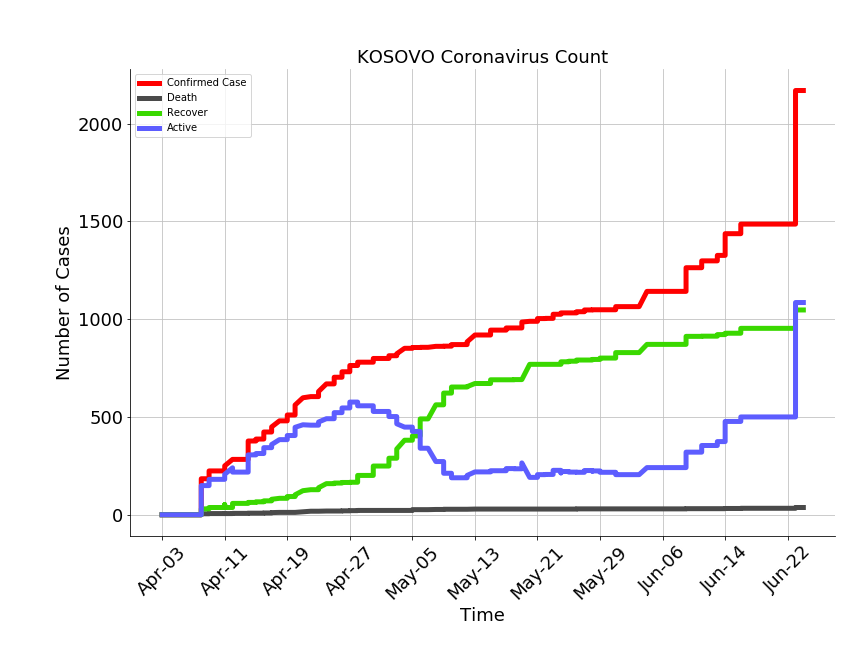 KOSOVO Coronavirus Count
Confirmed Case
Death
Recover
Active
Number of Cases
2000
1500
1000
500
0
Apr-03
Apr-11
Apr-19
Apr-27
May-05
May-13
May-21
May-29
Jun-06
Jun-14
Jun-22
Time